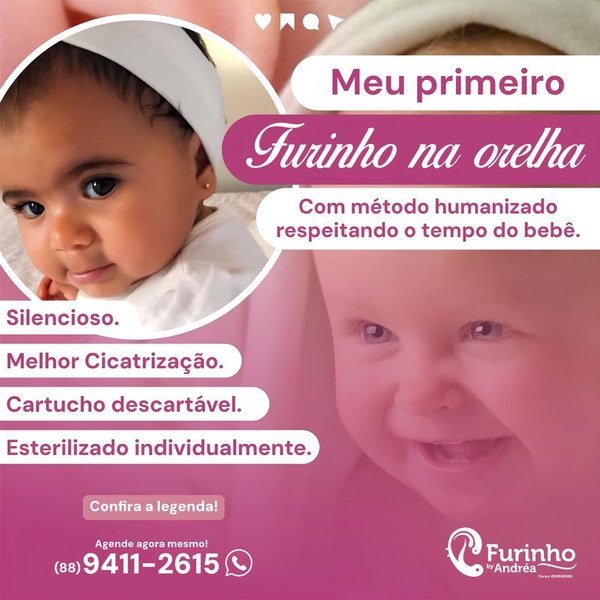 Meu primeiro
Furinho na orelha
Com método humanizado
respeitando o tempo do bebê.
Silencioso.
Melhor Cicatrização.
Cartucho descartável.
Esterilizado individualmente.
Confira a legenda!
Agende agora mesmo!
(88) 9411-2615
Furinho
by Andréa